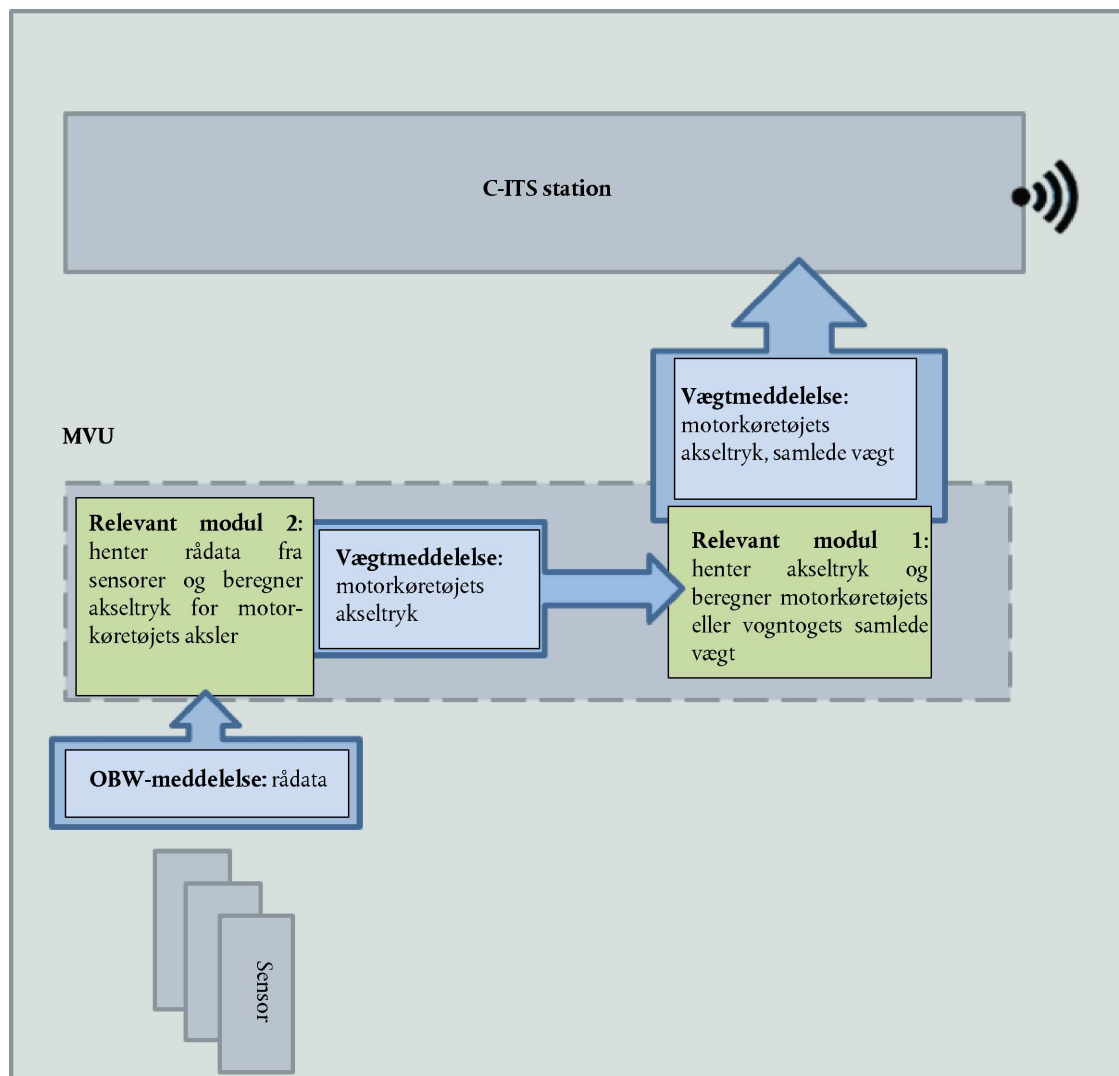 C-ITS station
Vægtmeddelelse:
motorkøretøjets
akseltryk, samlede vægt
MVU
Relevant modul 2:
henter rådata fra
sensorer og beregner
akseltryk for motor-
køretøjets aksler
Vægtmeddelelse:
motorkøretøjets
akseltryk
Relevant modul 1:
henter akseltryk og
beregner motorkøretøjets
eller vogntogets samlede
vægt
OBW-meddelelse: rådata
Sensor